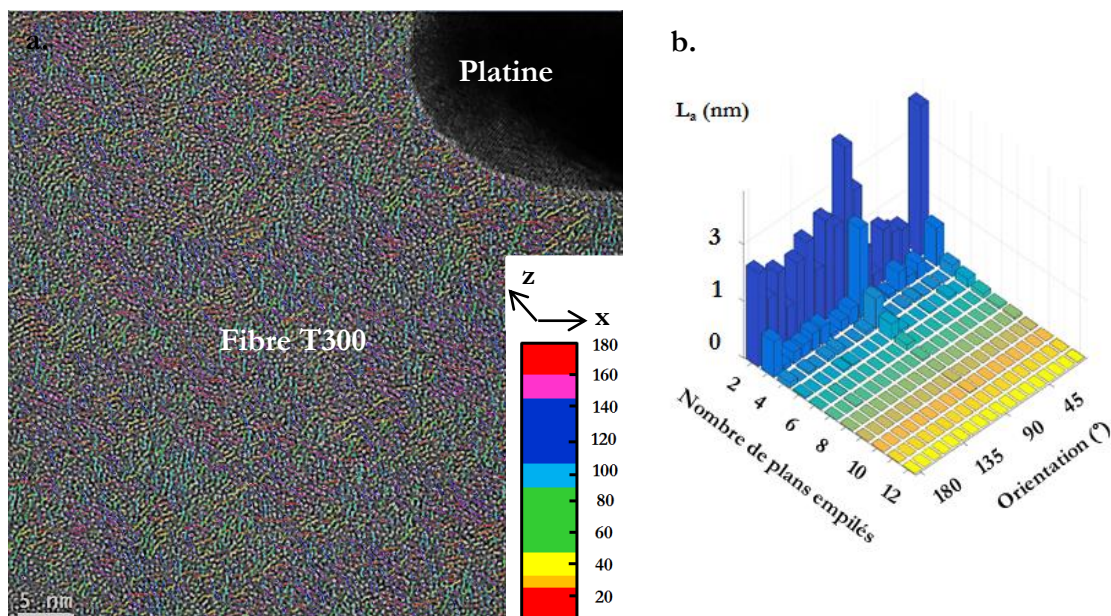 a.
Platine
Fibre T300
5 nm
z
x
180
160
140
120
100
80
60
40
20
b.
La (nm)
3
1
0
2
4
6
8
10
12
Nombre de plans empilés
180
135
90
45
Orientation (°)